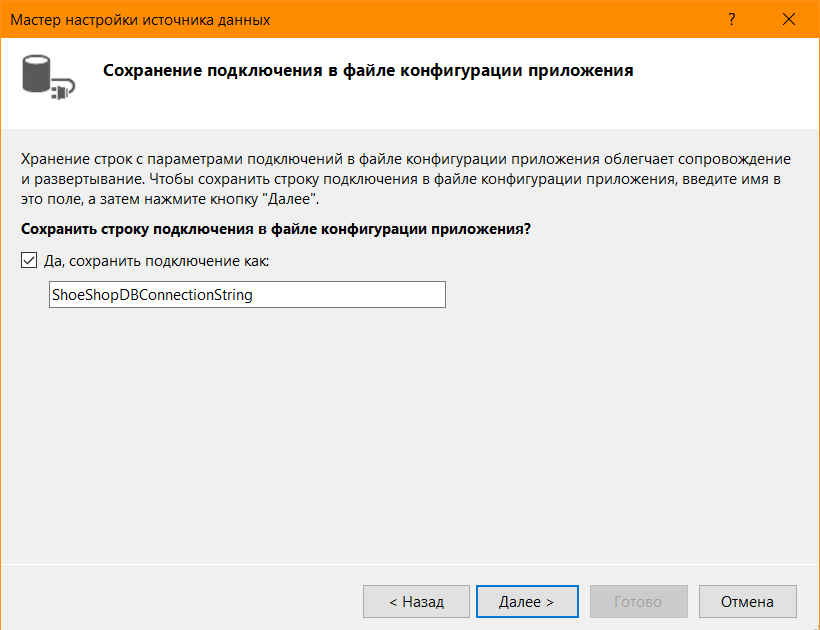 Мастер настройки источника данных
?
Сохранение подключения в файле конфигурации приложения
Хранение строк с параметрами подключений в файле конфигурации приложения облегчает сопровождение
и развертывание. Чтобы сохранить строку подключения в файле конфигурации приложения, введите имя в
это поле, а затем нажмите кнопку "Далее".
Сохранить строку подключения в файле конфигурации приложения?
Да, сохранить подключение как:
ShoeShopDBConnectionString
< Назад
Далее >
Готово
Отмена